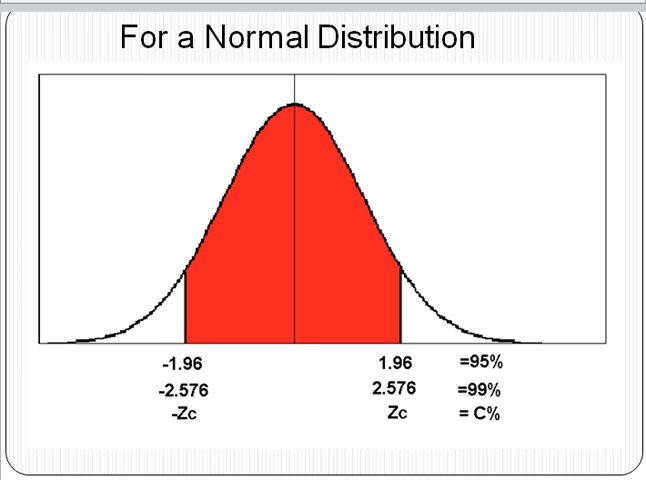 For a Normal Distribution
-1.96 1.96 =95%
-2.576 2.576 =99%
-Zc Zc = C%